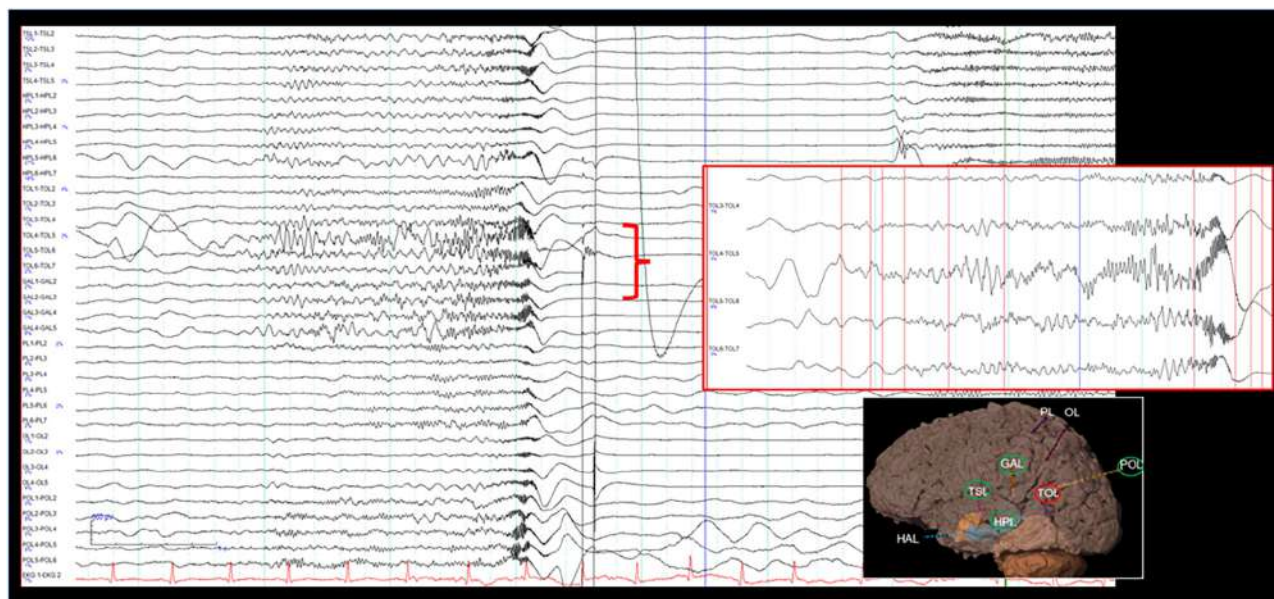 TSL1-TSL2
TSL2-TSL3
TSL3-TSL4
TSL4-TSL5
HPL1-HPL2
HPL2-HPL3
HPL3-HPL4
HPL4-HPL5
HPL5-HPL6
HPL6-HPL7
TOL1-TOL2
TOL2-TOL2
TOL3-TOL4
TOL4-TOL5
TOL5-TOL6
TOL6-TOL7
GAL1-GAL2
GAL2-GAL3
GAL3-GAL4
GAL4-GAL5
PL1-PL2
PL2-PL3
PL3-PL4
PL4-PL5
PL5-PL6
PL6-PL7
OL1-OL2
OL2-OL3
OL3-OL4
OL4-OL5
POL1-POL2
POL2-POL3
POL3-POL4
POL4-POL5
POL5-POL6
EKG 1-EKG 2
TOL3-TOL4
TOL4-TOL5
TOL5-TOL6
TOL6-TOL7
PL OL
GAL POL
TSL TOL
HPL
HAL